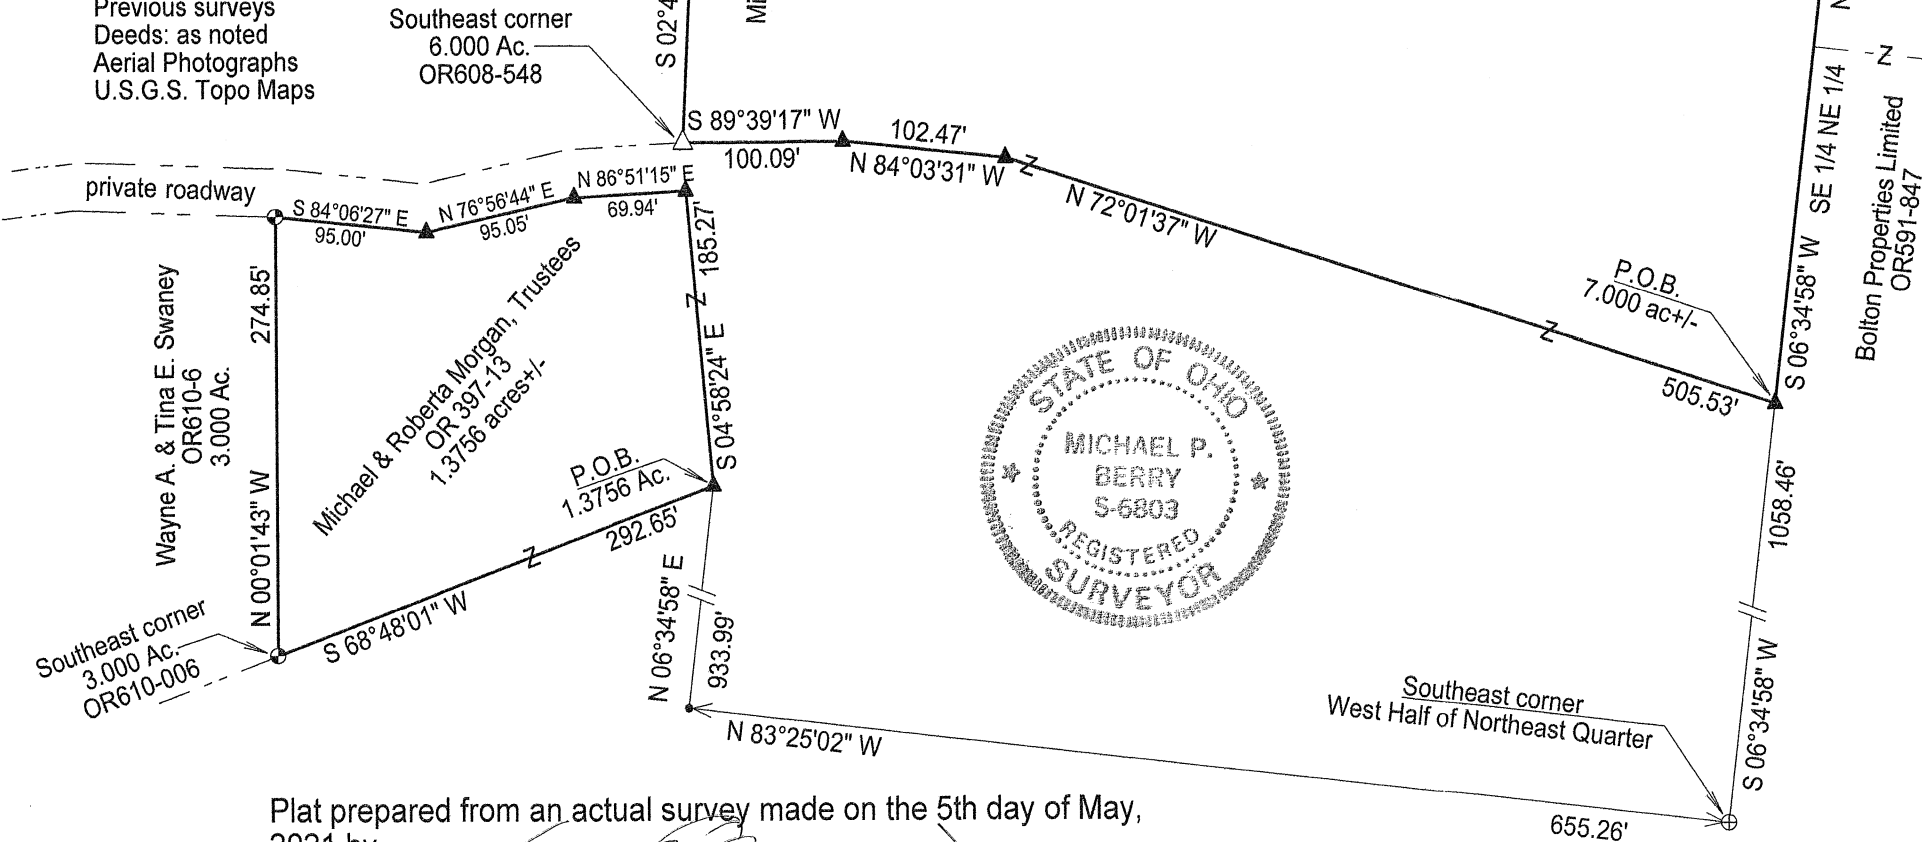 Previous surveys
Deeds: as noted
Aerial Photographs
U.S.G.S. Topo Maps
Southeast corner
6.000 Ac.
OR608-548
S 02°4
Mi
S 89°39'17" W
100.09'
102.47'
N 84°03'31" W
Z
N 72°01'37" W
Z
505.53'
P.O.B.
7.000 ac+/-
N
SE 1/4 NE 1/4
S 06°34'58" W
Z
Bolton Properties Limited
OR591-847
private roadway
S 84°06'27" E
95.00'
N 76°56'44" E
95.05'
N 86°51'15" E
69.94'
185.27'
Z
S 04°58'24" E
274.85'
N 00°01'43" W
Wayne A. & Tina E. Swaney
OR610-6
3.000 Ac.
Michael & Roberta Morgan, Trustees
OR 397-13
1.3756 acres+/-
P.O.B.
1.3756 Ac.
292.65'
Z
S 68°48'01" W
Southeast corner
3.000 Ac.
OR610-006
N 06°34'58" E
933.99'
STATE OF OHIO
MICHAEL P.
BERRY
S-6803
REGISTERED
SURVEYOR
1058.46'
S 06°34'58" W
Southeast corner
West Half of Northeast Quarter
N 83°25'02" W
655.26'
Plat prepared from an actual survey made on the 5th day of May,
2021 by